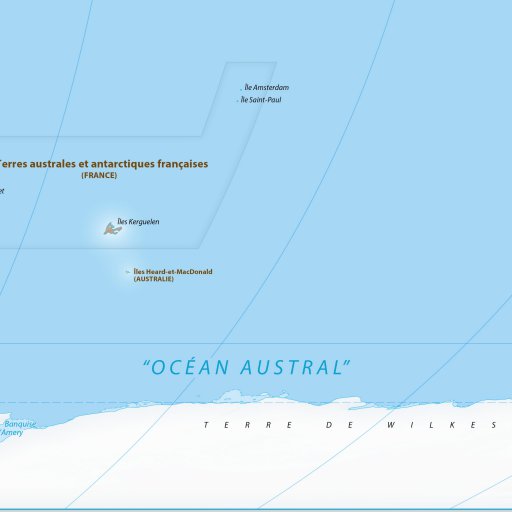 Île Amsterdam
Île Saint-Paul
Terres australes et antarctiques françaises
(FRANCE)
Îles Kerguelen
Îles Heard-et-MacDonald
(AUSTRALIE)
“OCÉAN AUSTRAL”
Banquise
d'Amery
TERRE DE WILKES